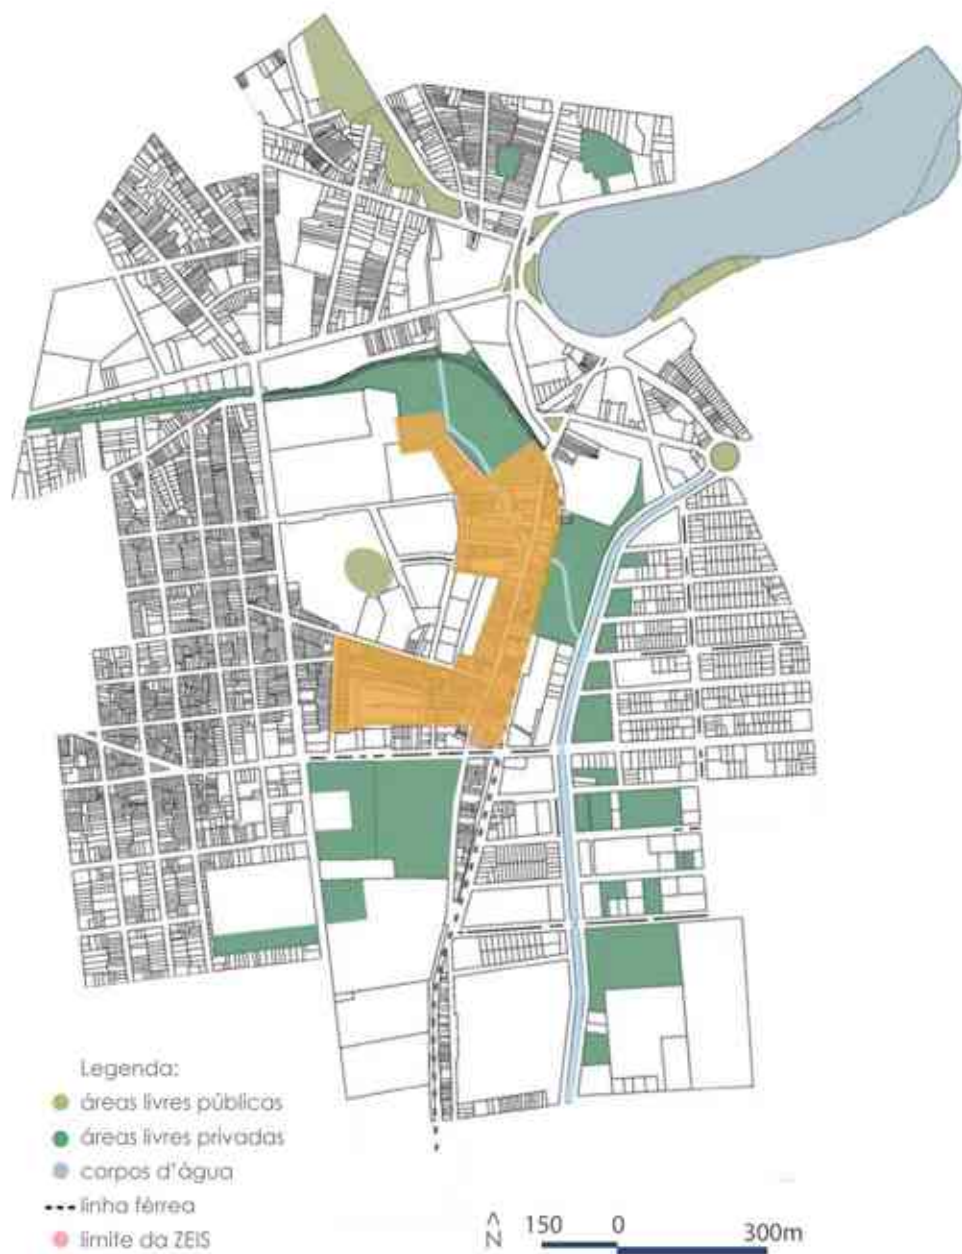 Legenda:
áreas livres públicas
áreas livres privadas
corpos d'água
linha férrea
limite da ZEIS
N
150 0 300m